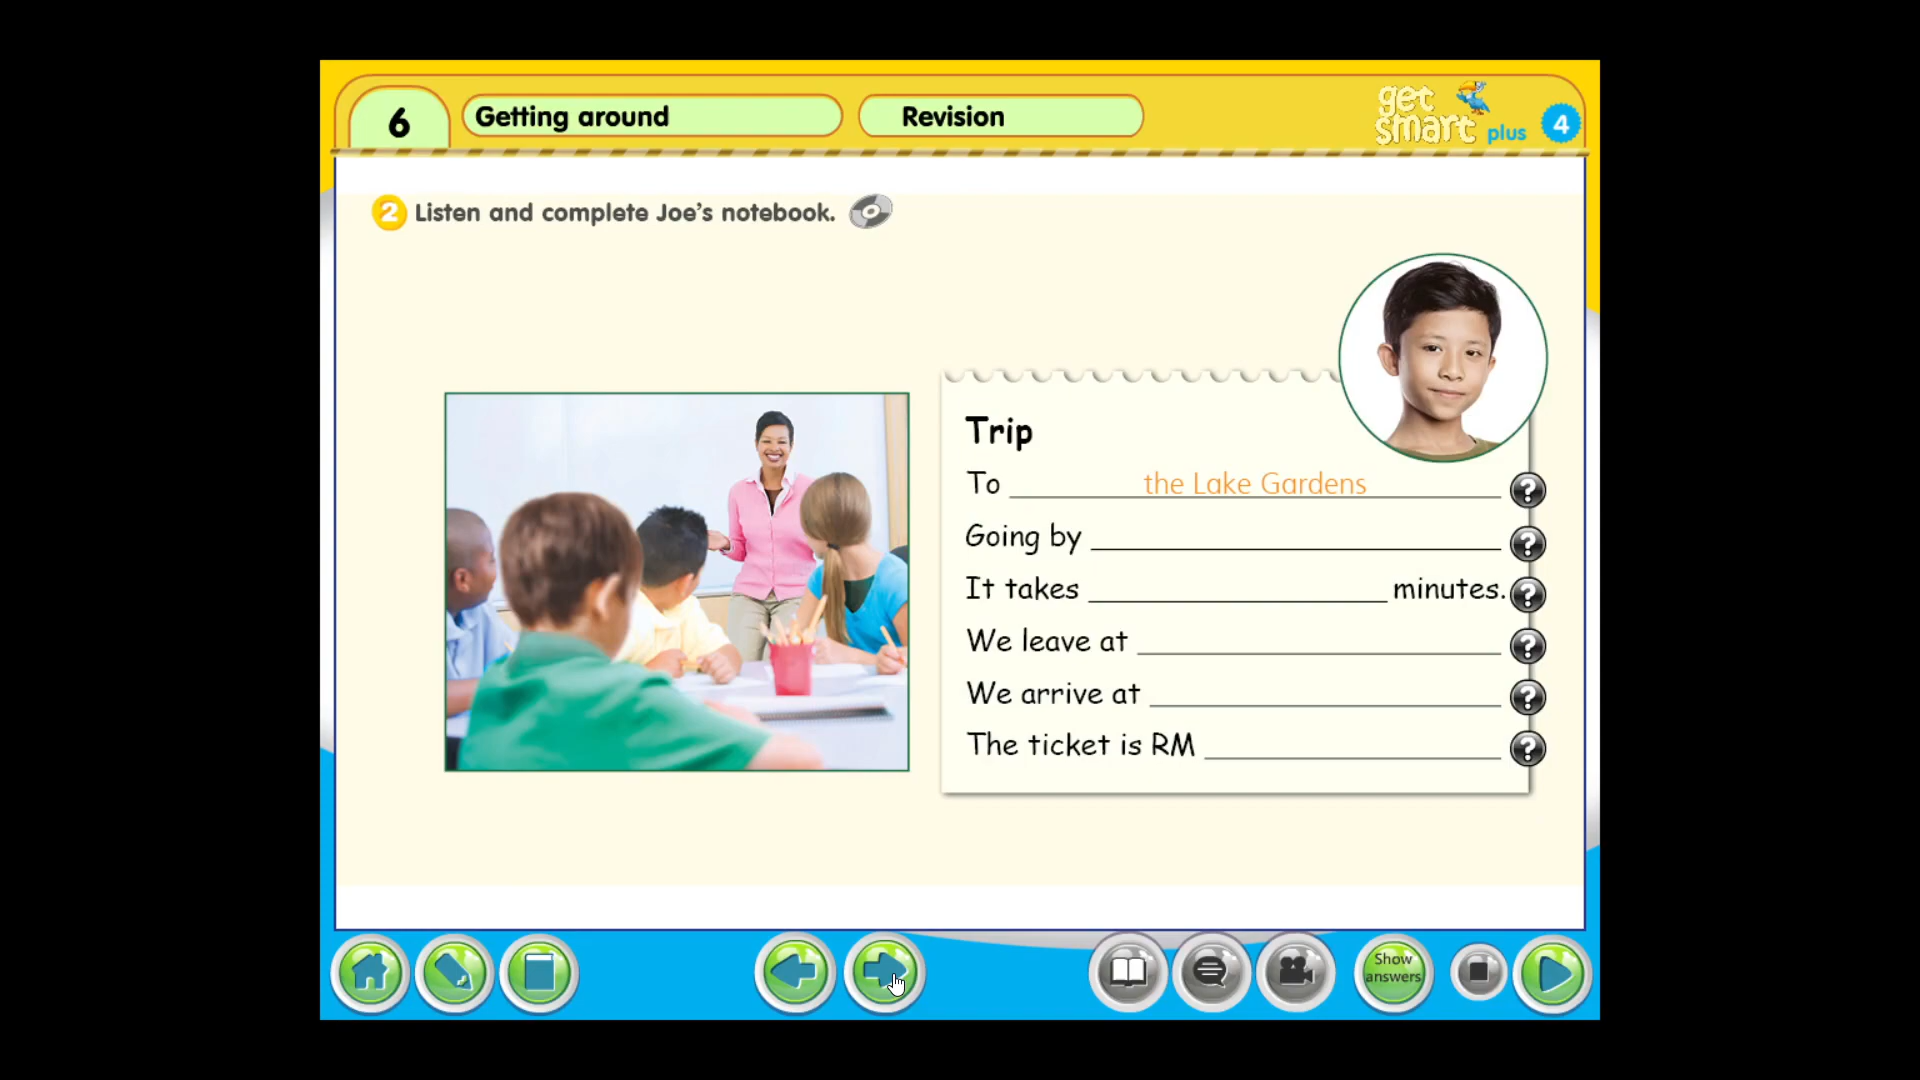 6
Getting around
Revision
get smart plus 4
2 Listen and complete Joe's notebook.
Trip
To the Lake Gardens ?
Going by ?
It takes minutes. ?
We leave at ?
We arrive at ?
The ticket is RM ?
Show answers